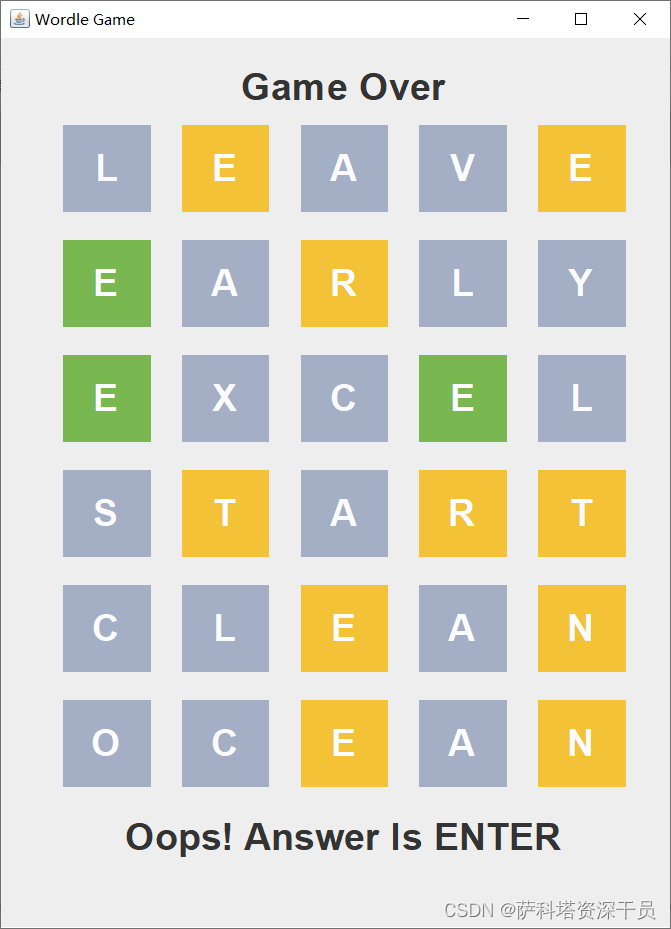 Wordle Game
Game Over
L E A V E
E A R L Y
E X C E L
S T A R T
C L E A N
O C E A N
Oops! Answer Is ENTER
CSDN @萨科塔资深干员